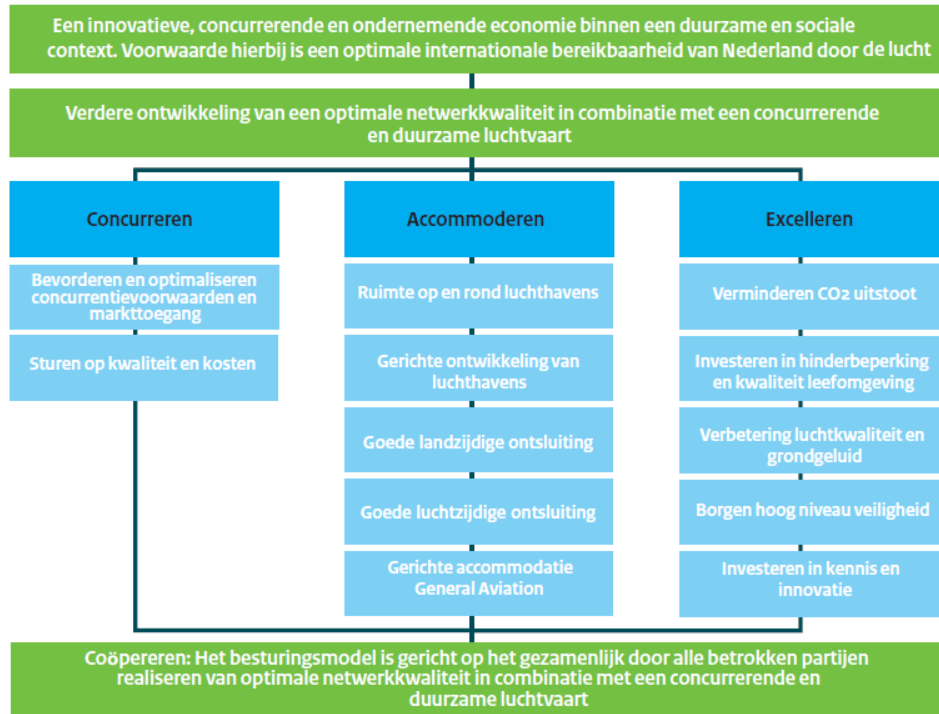 Een innovatieve, concurrerende en ondernemende economie binnen een duurzame en sociale
context. Voorwaarde hierbij is een optimale internationale bereikbaarheid van Nederland door de lucht
Verdere ontwikkeling van een optimale netwerkkwaliteit in combinatie met een concurrerende
en duurzame luchtvaart
Concurreren
Bevorderen en optimaliseren
concurrentievoorwaarden en
markttoegang
Sturen op kwaliteit en kosten
Accommoderen
Ruimte op en rond luchthavens
Gerichte ontwikkeling van
luchthavens
Goede landzijdige ontsluiting
Goede luchtzijdige ontsluiting
Gerichte accommodatie
General Aviation
Excelleren
Verminderen CO2 uitstoot
Investeren in hinderbeperking
en kwaliteit leefomgeving
Verbetering luchtkwaliteit en
grondgeluid
Borgen hoog niveau veiligheid
Investeren in kennis en
innovatie
Coöpereren: Het besturingsmodel is gericht op het gezamenlijk door alle betrokken partijen
realiseren van optimale netwerkkwaliteit in combinatie met een concurrerende en
duurzame luchtvaart